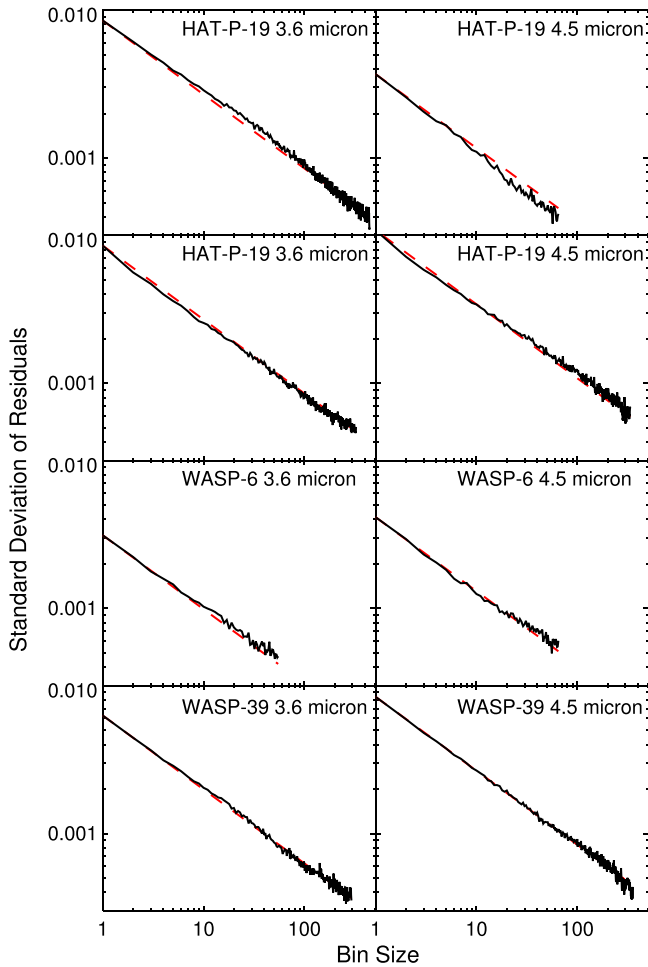 0.010
HAT-P-19 3.6 micron
HAT-P-19 4.5 micron
0.001
0.010
HAT-P-19 3.6 micron
HAT-P-19 4.5 micron
0.001
Standard Deviation of Residuals
0.010
WASP-6 3.6 micron
WASP-6 4.5 micron
0.001
0.010
WASP-39 3.6 micron
WASP-39 4.5 micron
0.001
1 10 100 1 10 100
Bin Size